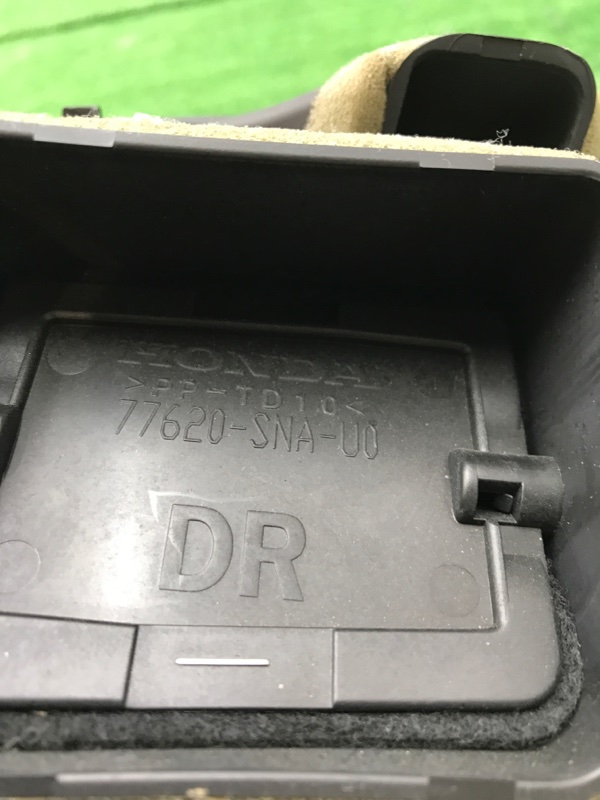 HONDA
>PP-TD10<
77620-SNA-U0
DR